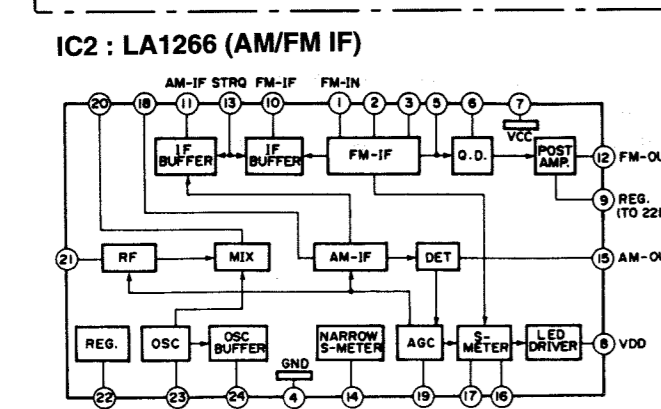 IC2 : LA1266 (AM/FM IF)
AM-IF STRQ FM-IF FM-IN
20 18 11 13 10 1 2 3 5 6 7
VCC
IF BUFFER
IF BUFFER
FM-IF
Q.D.
POST AMP.
12 FM-OU
9 REG.
(TO 22
21 RF MIX AM-IF DET 15 AM-OU
REG. OSC
OSC BUFFER
GND
NARROW S-METER
AGC
S-METER
LED DRIVER
8 VDD
22 23 24 4 14 19 17 16